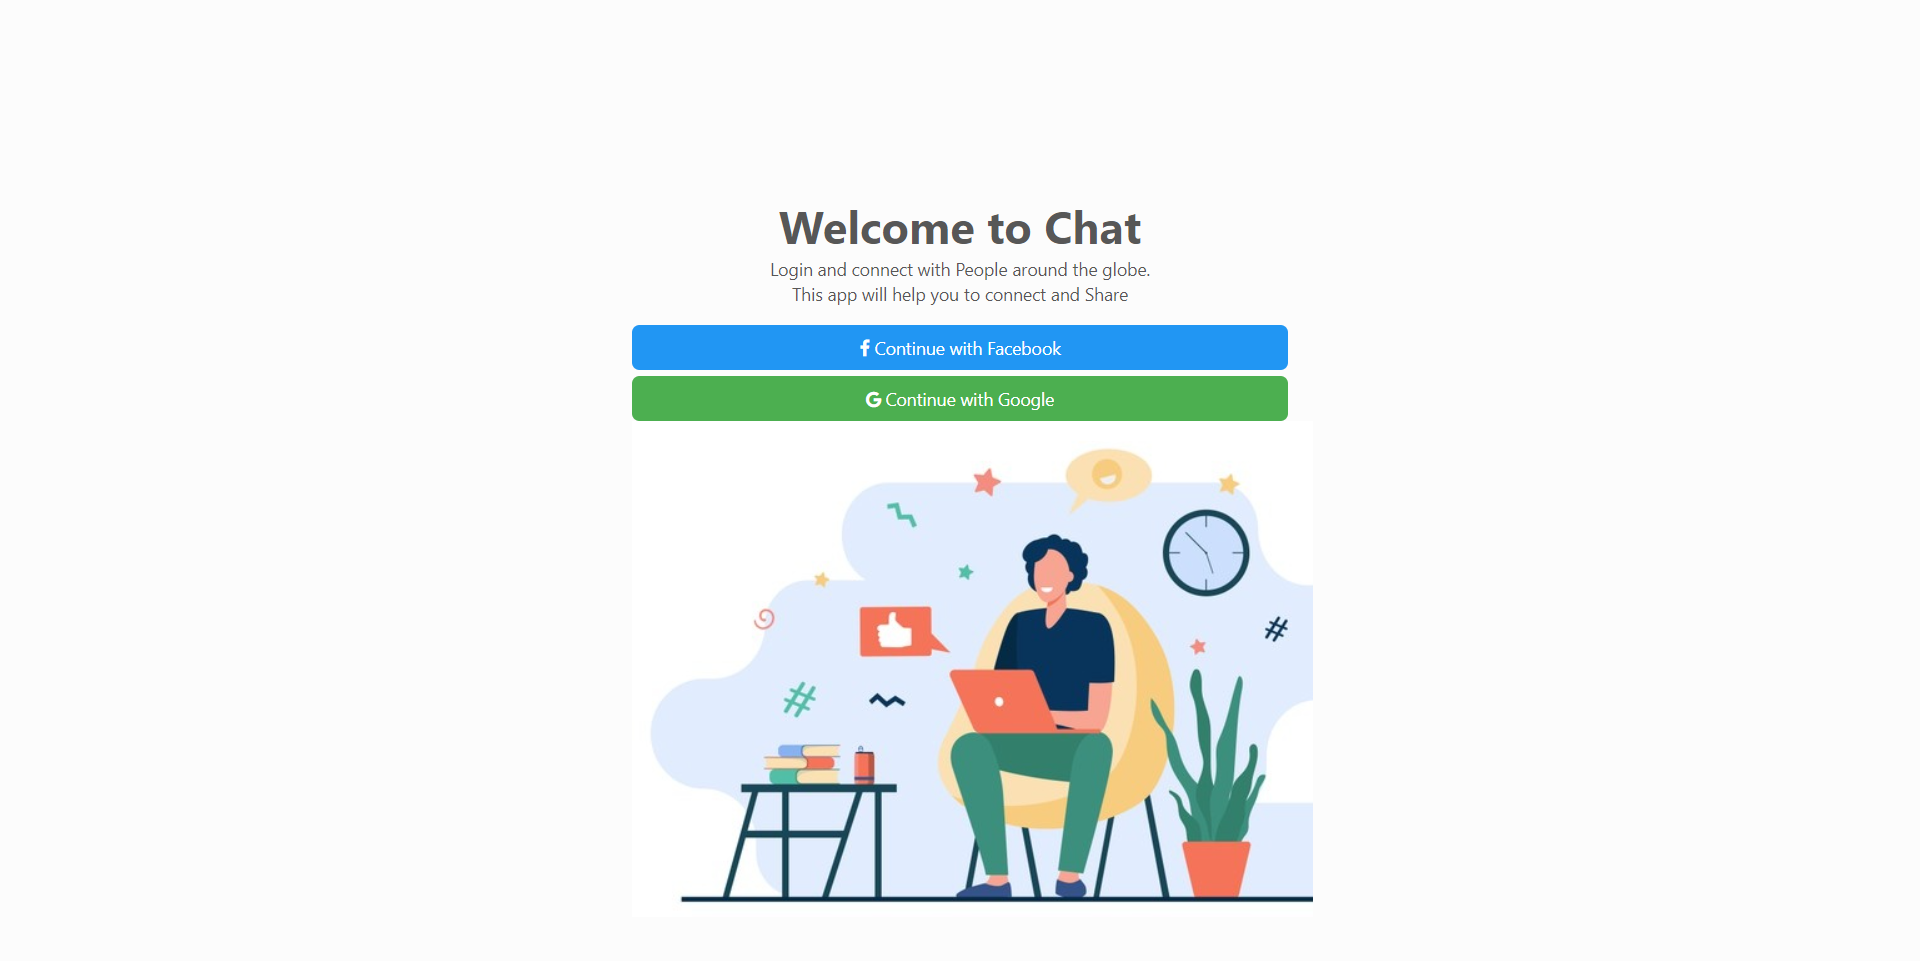 Welcome to Chat
Login and connect with People around the globe.
This app will help you to connect and Share
Continue with Facebook
Continue with Google